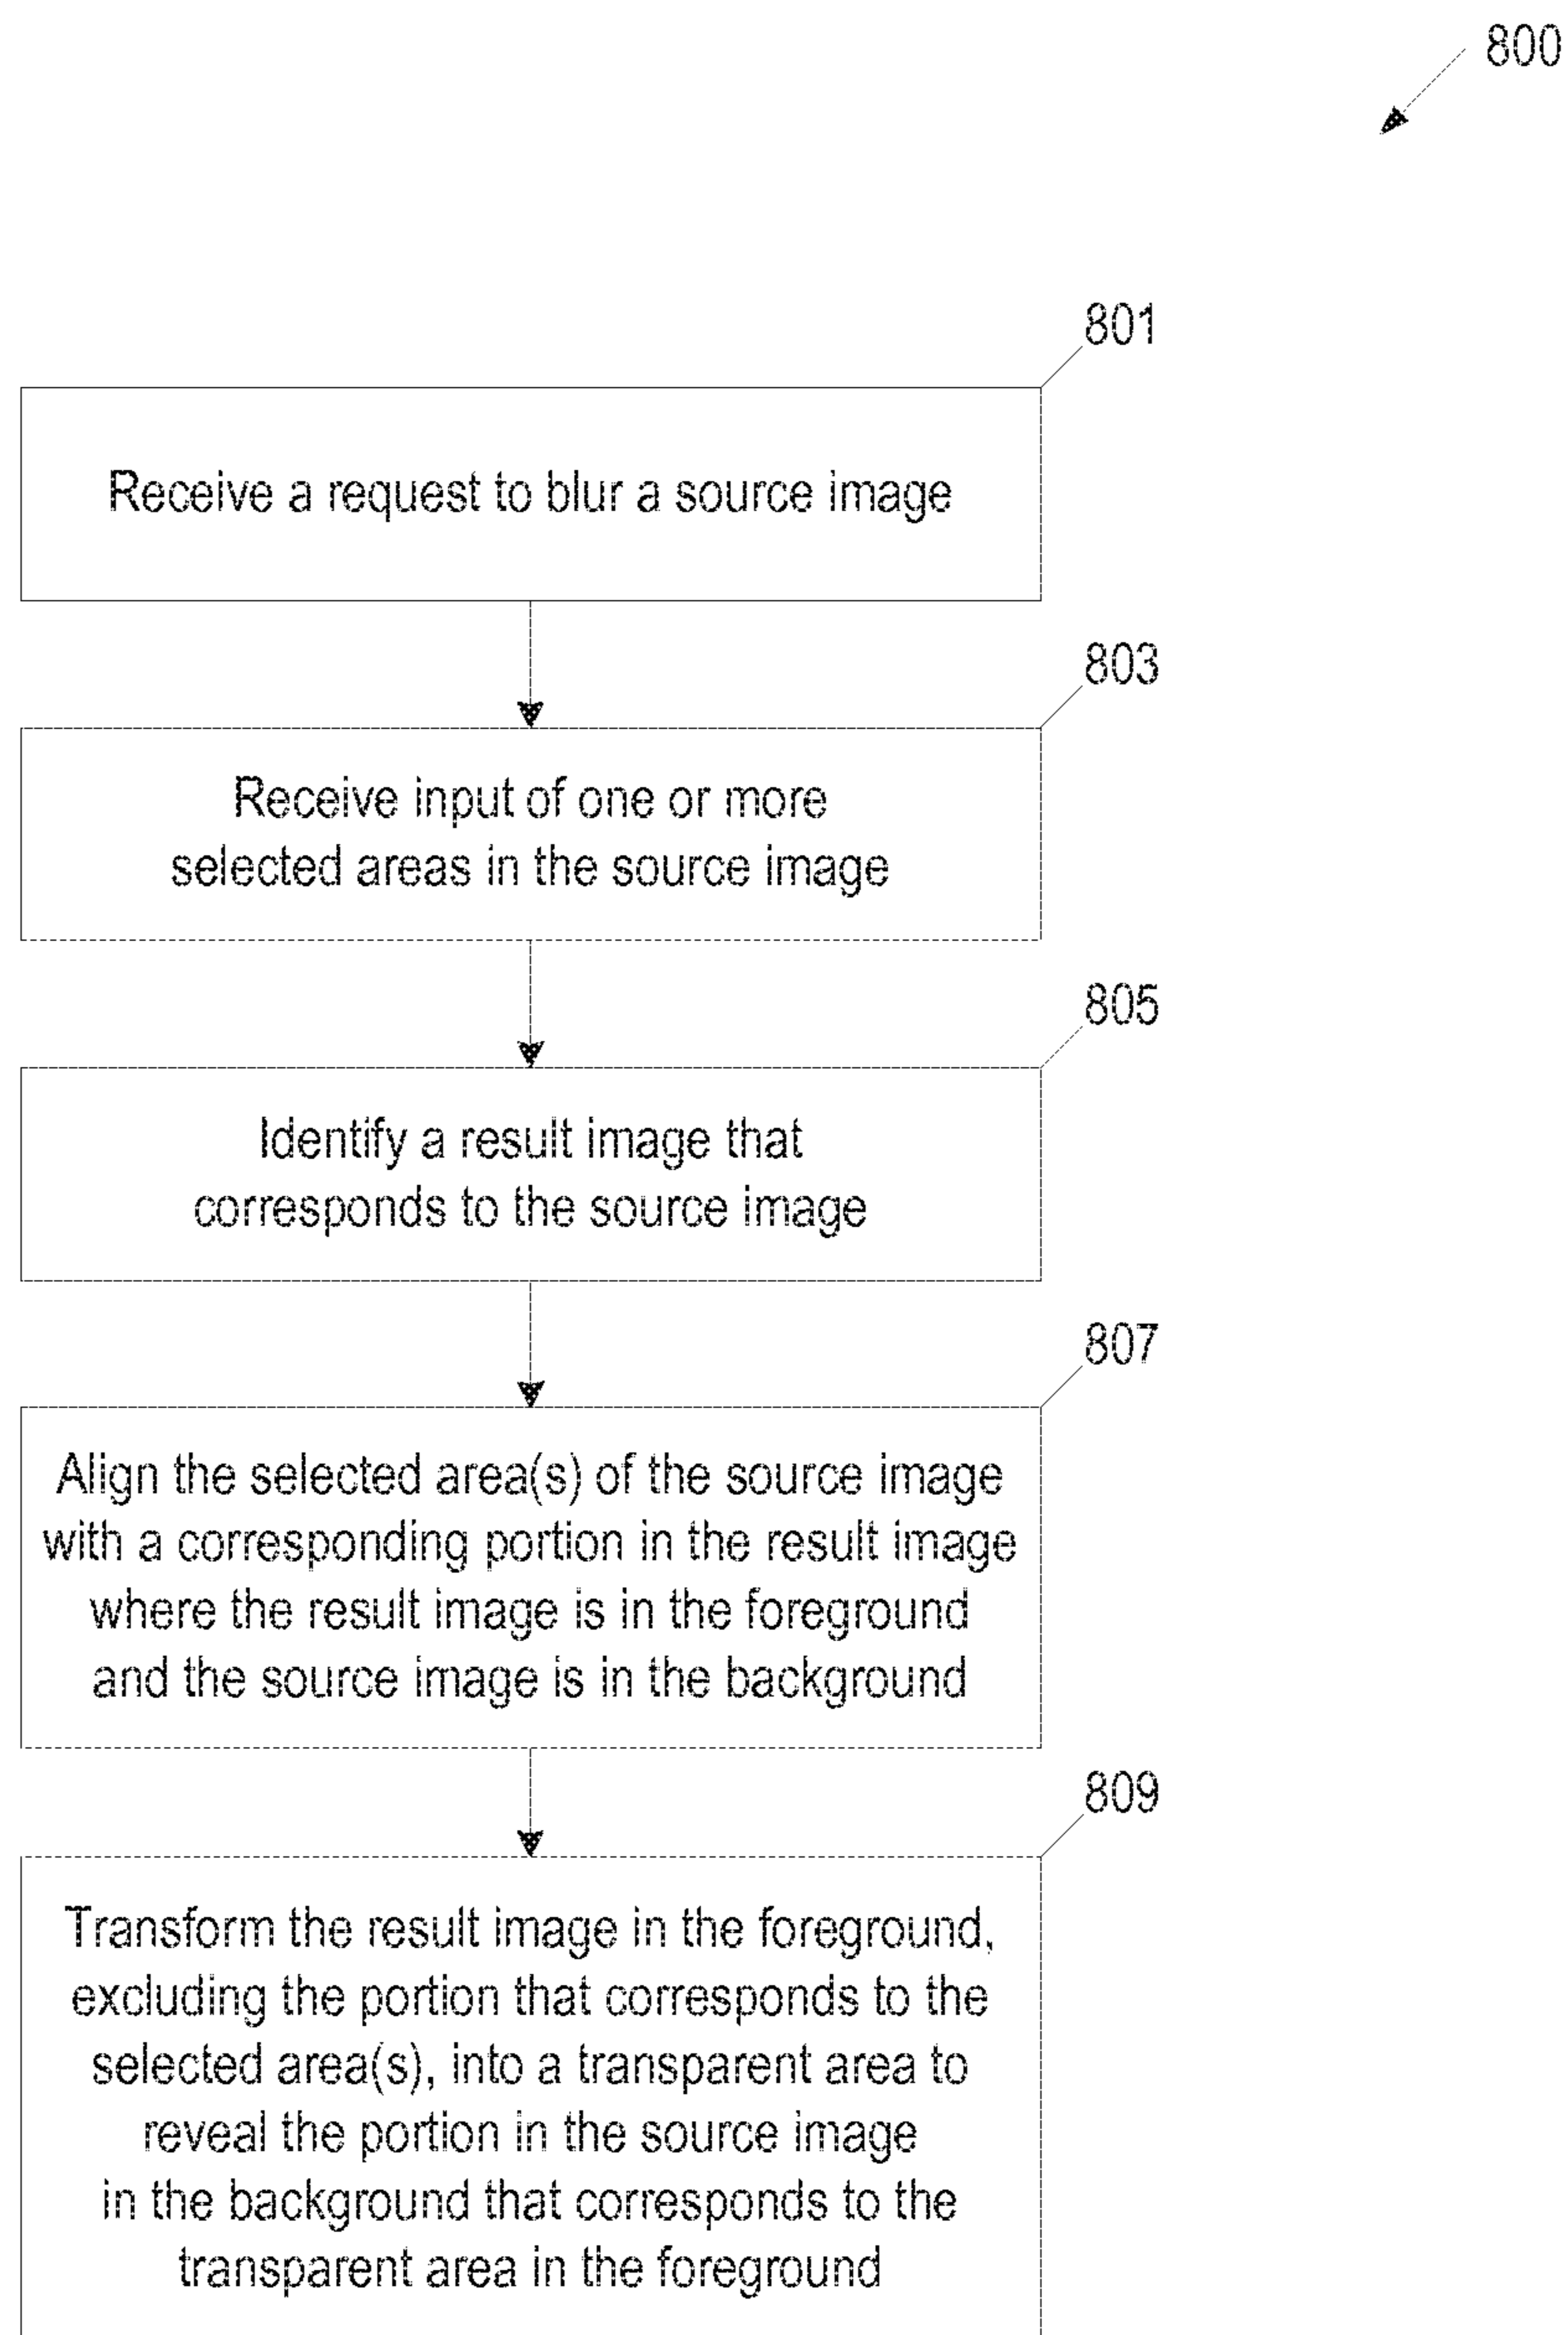 800
801
Receive a request to blur a source image
803
Receive input of one or more
selected areas in the source image
805
Identify a result image that
corresponds to the source image
807
Align the selected area(s) of the source image
with a corresponding portion in the result image
where the result image is in the foreground
and the source image is in the background
809
Transform the result image in the foreground,
excluding the portion that corresponds to the
selected area(s), into a transparent area to
reveal the portion in the source image
in the background that corresponds to the
transparent area in the foreground